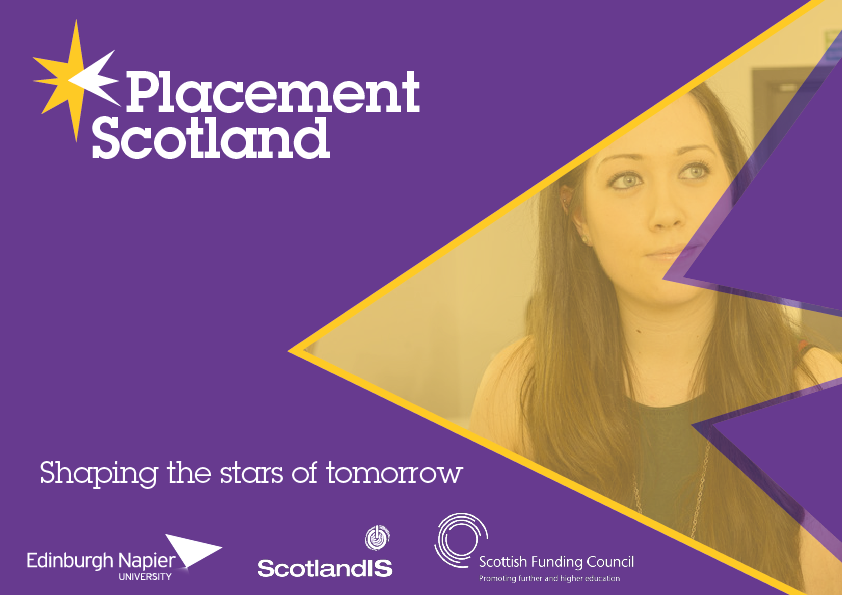 Placement
Scotland
Shaping the stars of tomorrow
Edinburgh Napier
UNIVERSITY
ScotlandIS
Scottish Funding Council
Promoting further and higher education